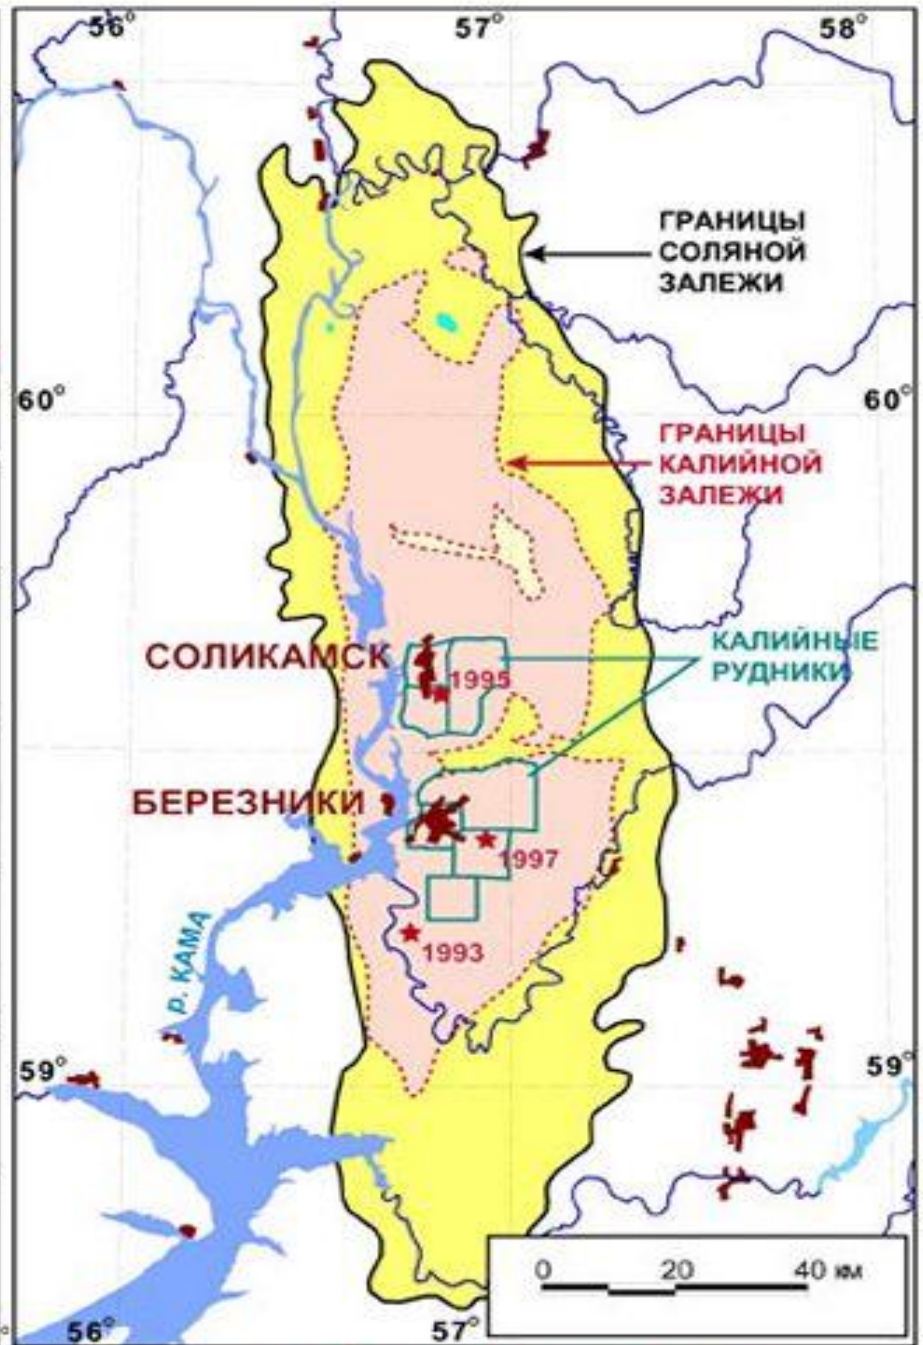 56°
57°
58°
ГРАНИЦЫ
СОЛЯНОЙ
ЗАЛЕЖИ
60°
60°
ГРАНИЦЫ
КАЛИЙНОЙ
ЗАЛЕЖИ
СОЛИКАМСК
1995
КАЛИЙНЫЕ
РУДНИКИ
БЕРЕЗНИКИ
1997
1993
р. КАМА
59°
59°
0 20 40 км
56°
57°